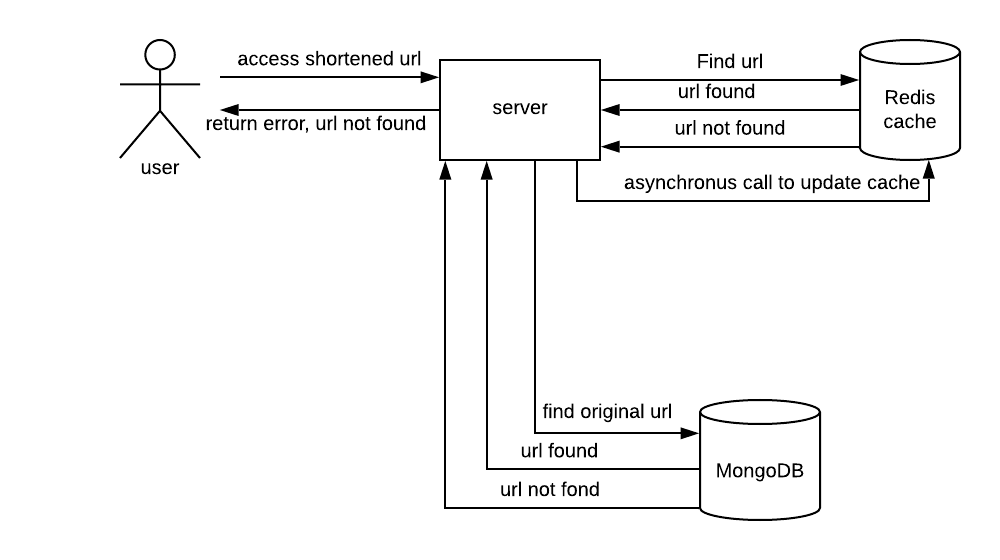 access shortened url
return error, url not found
user
server
Find url
url found
url not found
asynchronus call to update cache
Redis
cache
find original url
url found
url not fond
MongoDB